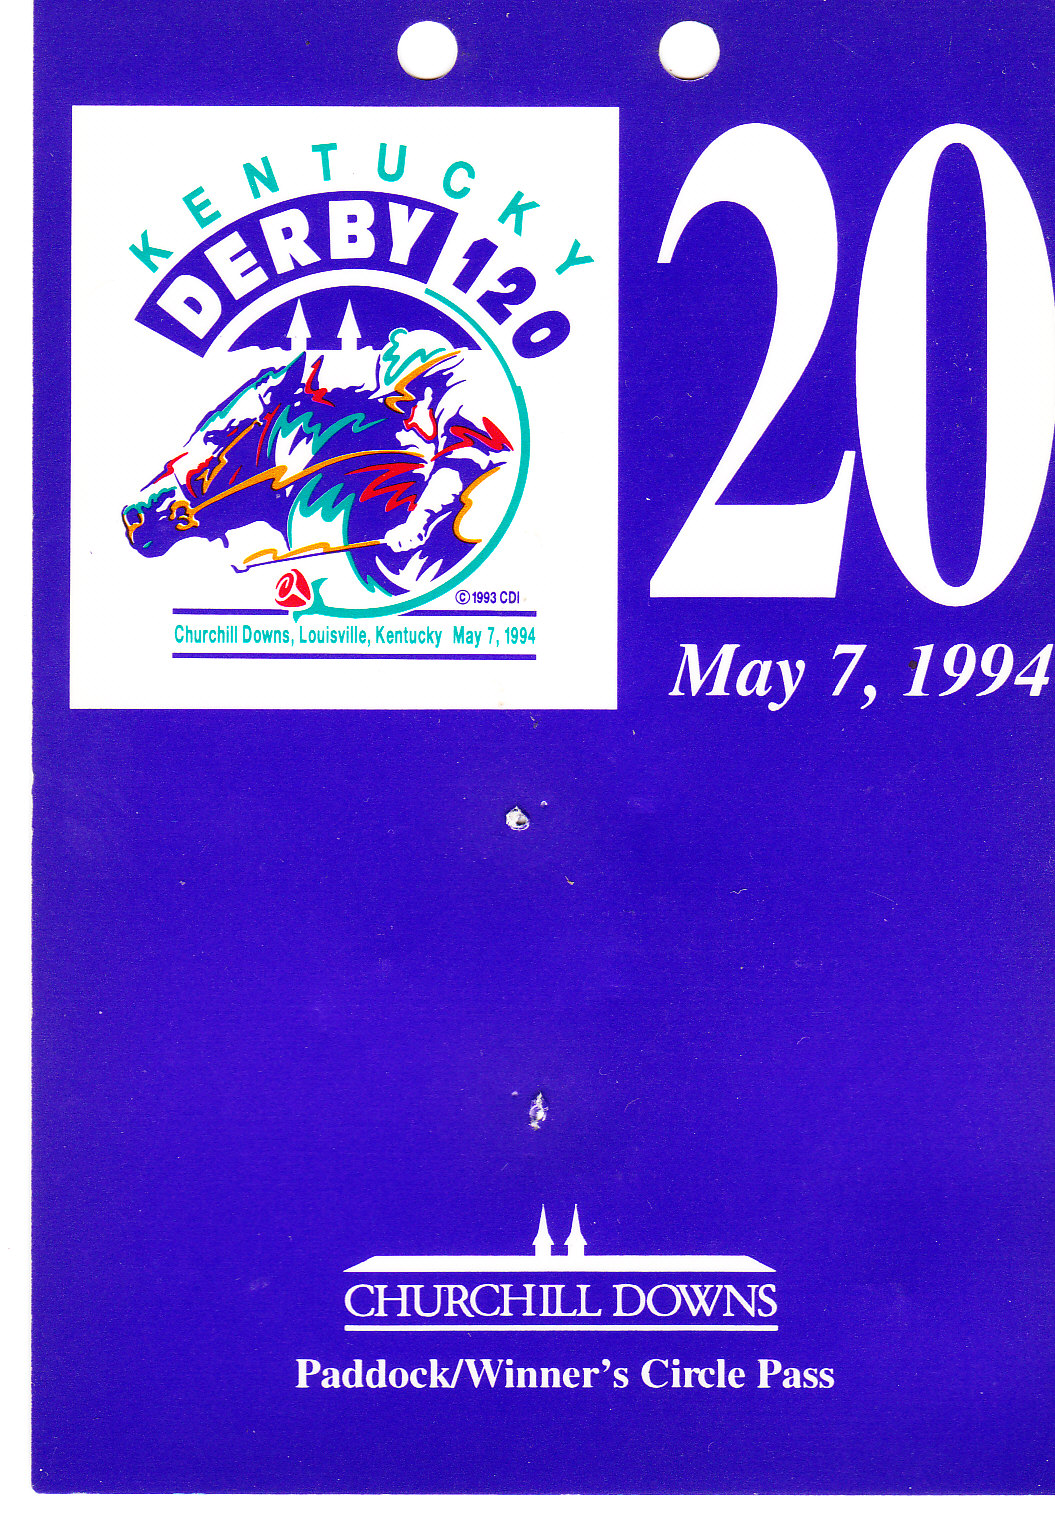 KENTUCKY
DERBY 120
©1993 CDI
Churchill Downs, Louisville, Kentucky May 7, 1994
20
May 7, 1994
CHURCHILL DOWNS
Paddock/Winner's Circle Pass